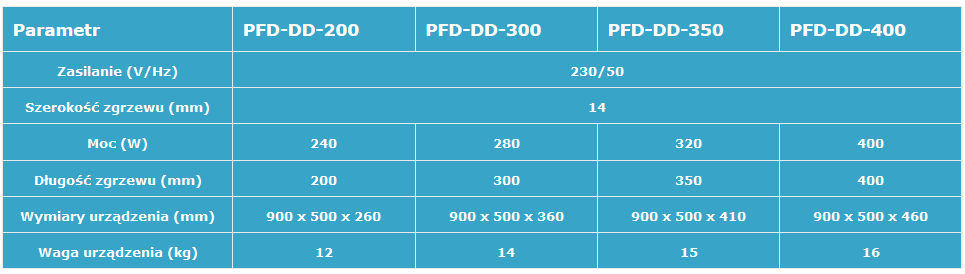 Parametr PFD-DD-200 PFD-DD-300 PFD-DD-350 PFD-DD-400
Zasilanie (V/Hz) 230/50
Szerokość zgrzewu (mm) 14
Moc (W) 240 280 320 400
Długość zgrzewu (mm) 200 300 350 400
Wymiary urządzenia (mm) 900 x 500 x 260 900 x 500 x 360 900 x 500 x 410 900 x 500 x 460
Waga urządzenia (kg) 12 14 15 16